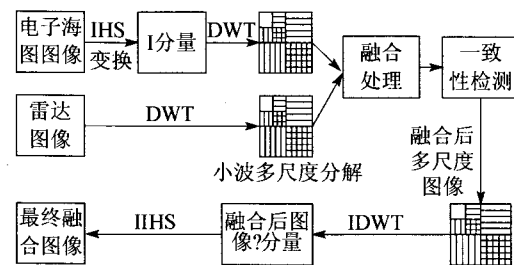 电子海
图图像
IHS
变换
I分量
DWT
融合
处理
一致
性检测
雷达
图像
DWT
小波多尺度分解
融合后
多尺度
图像
最终融
合图像
IIHS
融合后图
像?分量
IDWT